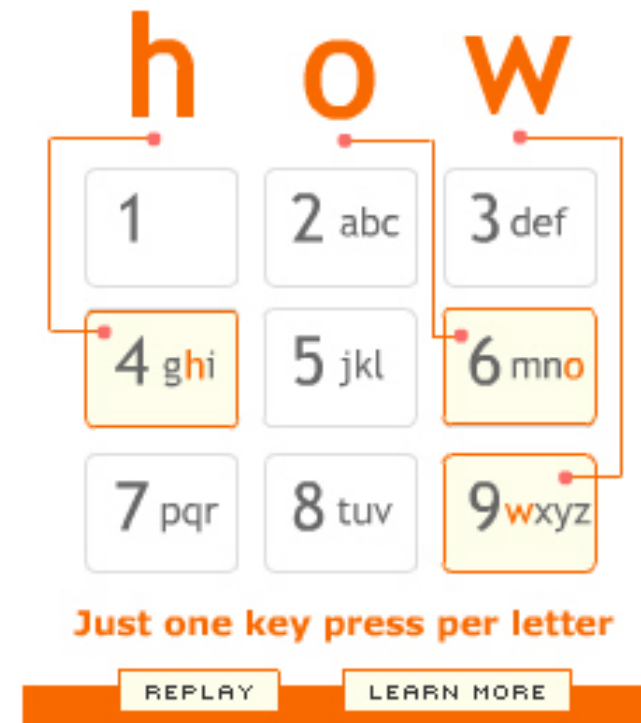 how
1 2 abc 3 def
4 ghi 5 jkl 6 mno
7 pqr 8 tuv 9 wxyz
Just one key press per letter
REPLAY LEARN MORE